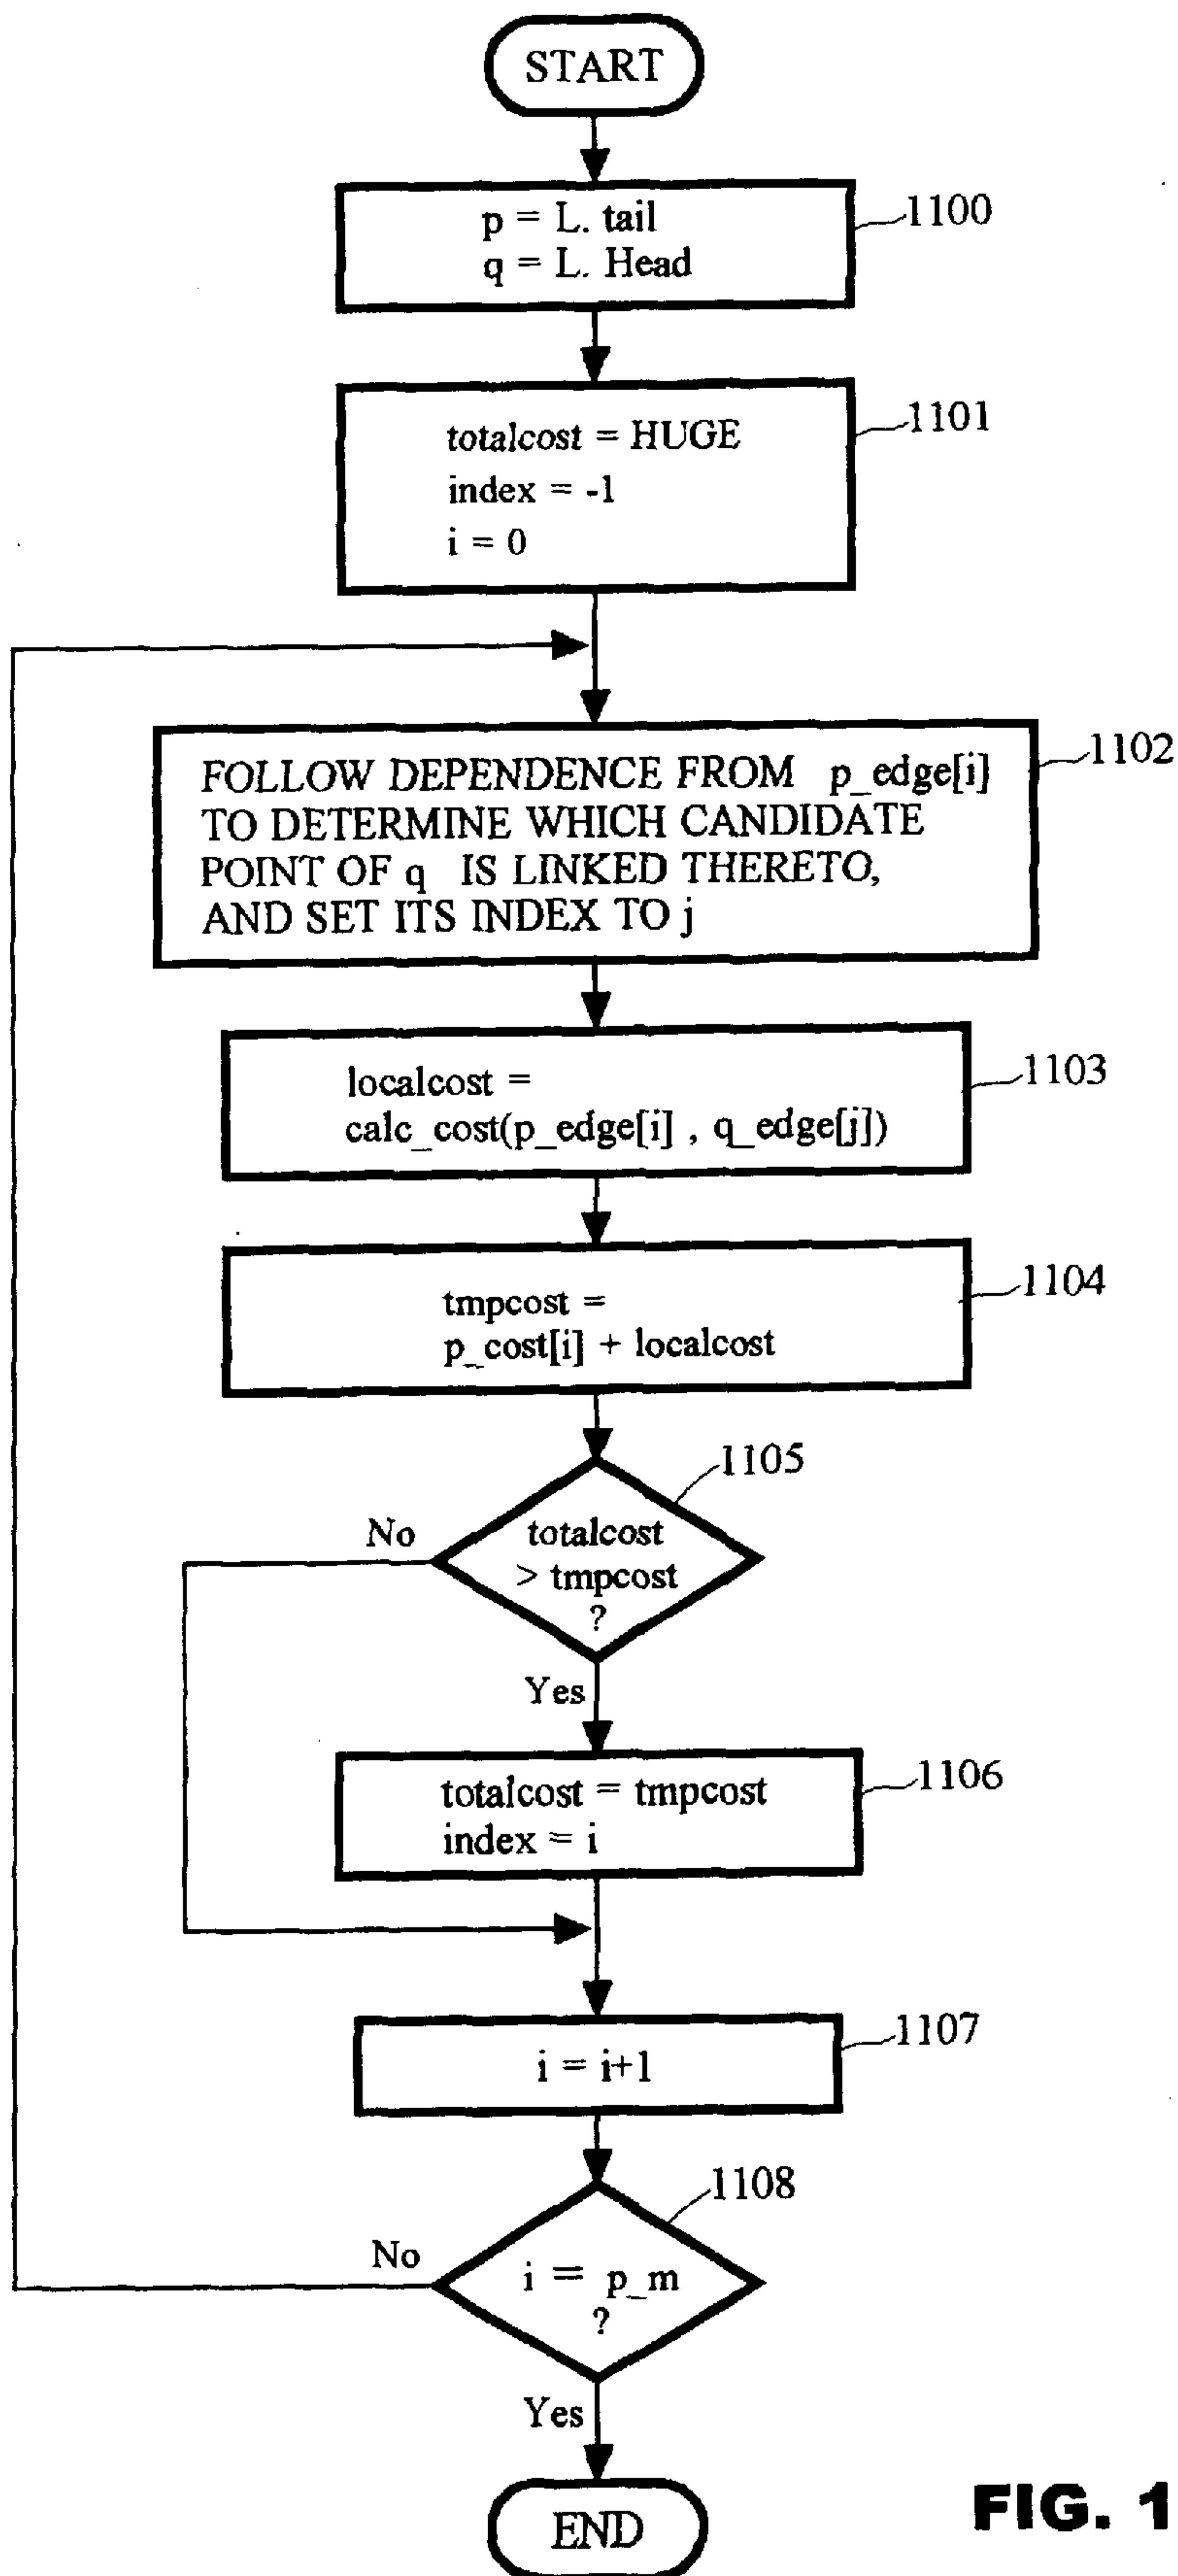 START
p = L. tail
q = L. Head
1100
totalcost = HUGE
index = -1
i = 0
1101
FOLLOW DEPENDENCE FROM p_edge[i]
TO DETERMINE WHICH CANDIDATE
POINT OF q IS LINKED THERETO,
AND SET ITS INDEX TO j
1102
localcost =
calc_cost(p_edge[i] , q_edge[j])
1103
tmpcost =
p_cost[i] + localcost
1104
1105
No
totalcost
> tmpcost
?
Yes
totalcost = tmpcost
index = i
1106
i = i+1
1107
1108
No
i = p_m
?
Yes
END
FIG. 1